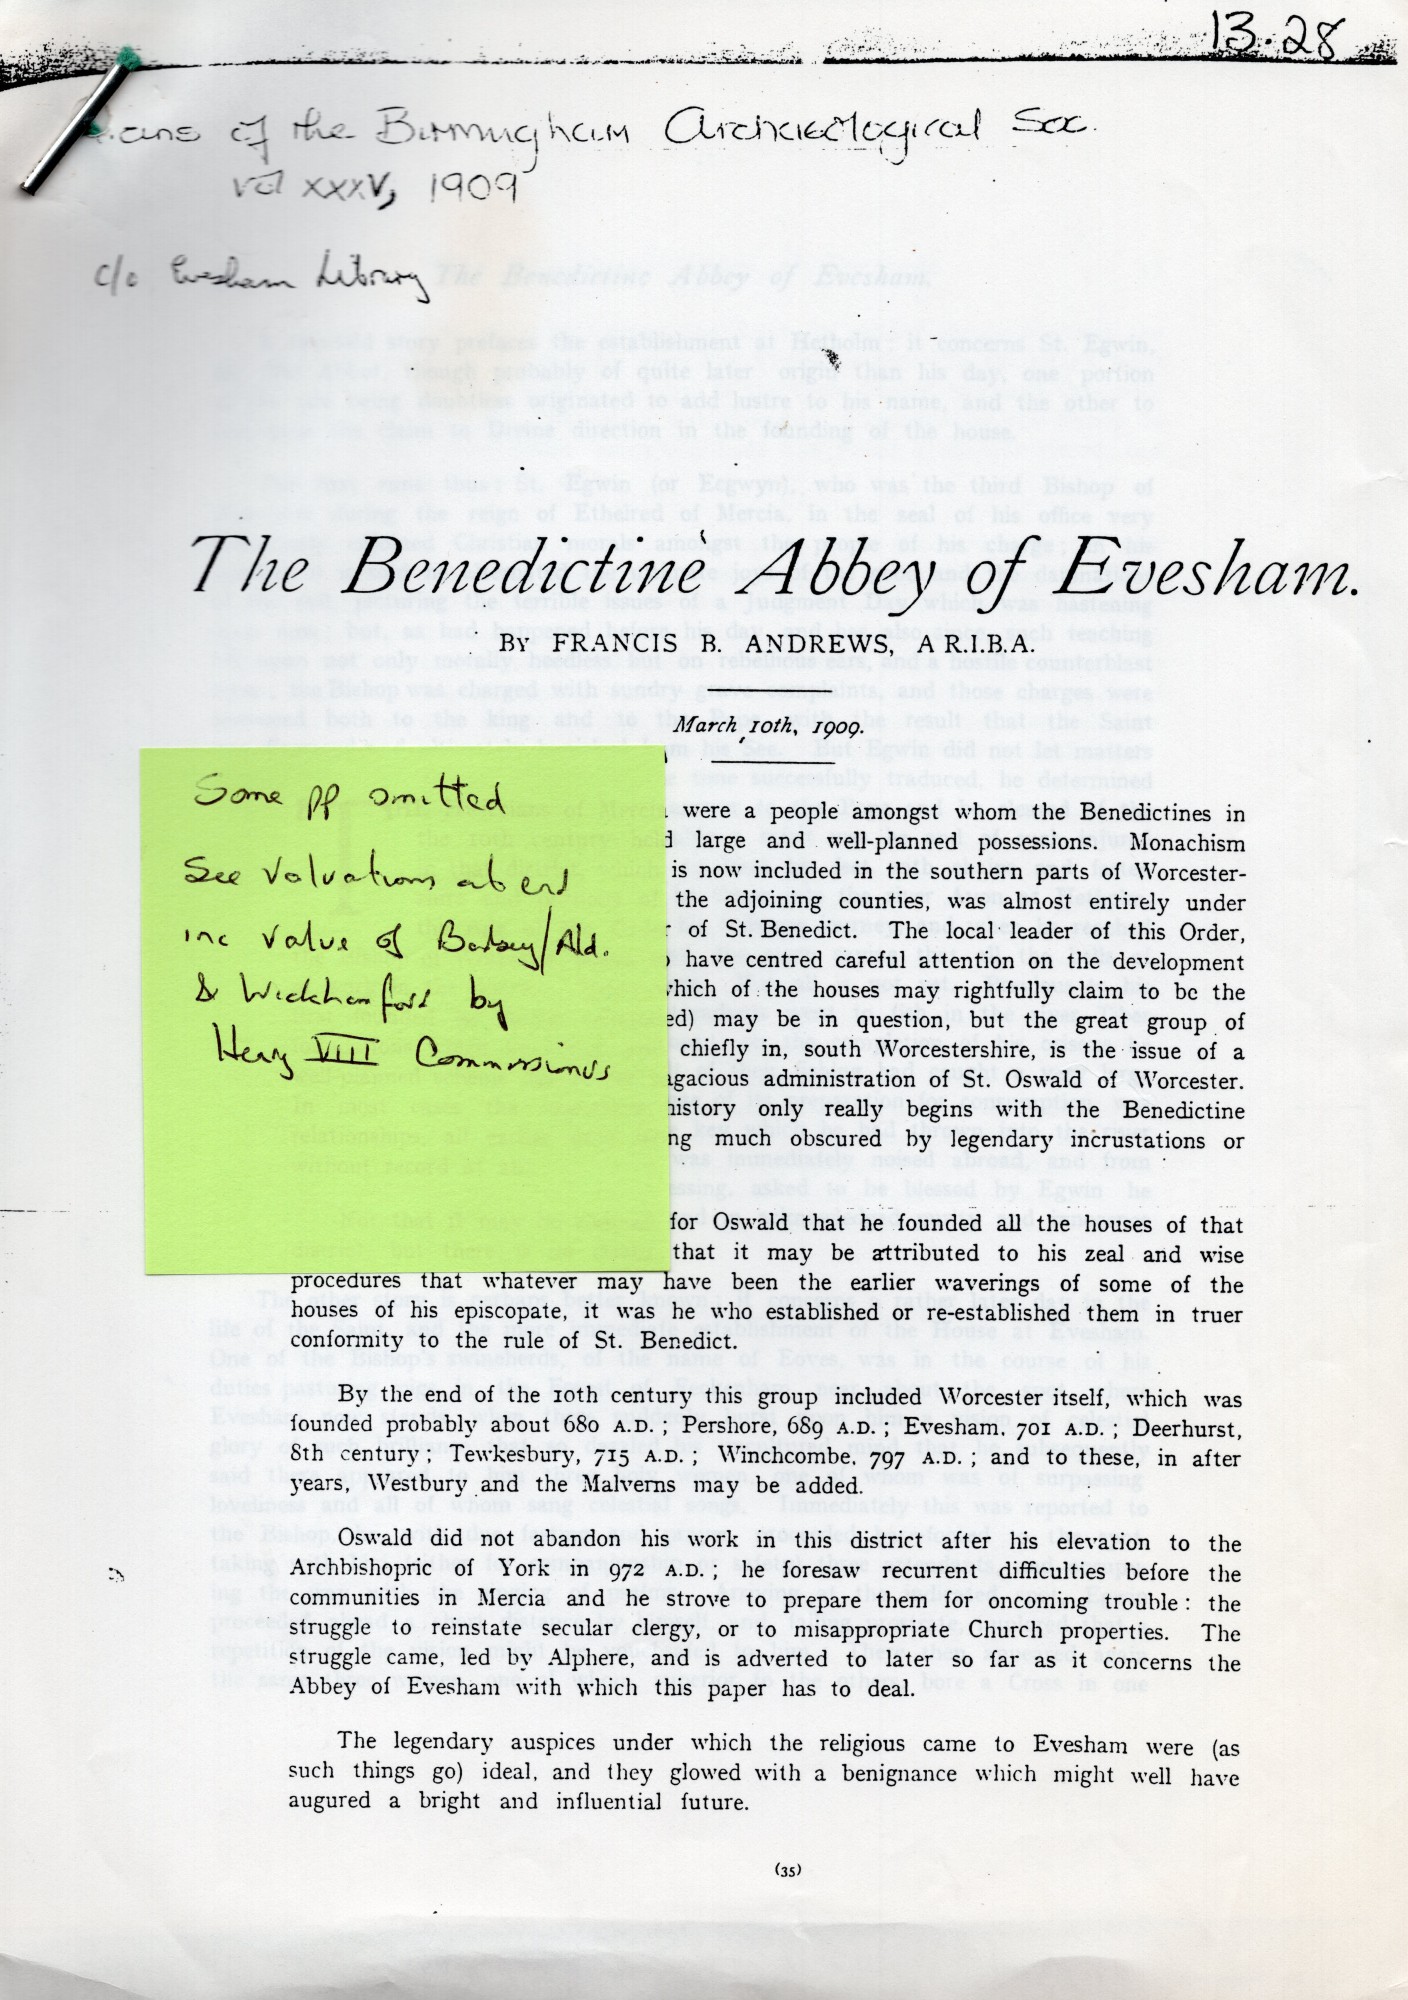 13.28
of the Birmingham Archaeological Soc.
vol XXXV, 1909
c/o Evesham Library
The Benedictine Abbey of Evesham.
BY FRANCIS B. ANDREWS, A R.I.B.A.
March 10th, 1909.
Some pp omitted
See valuations at end
inc value of Badsey/Ald.
& Wickhamford by
Henry VIII Commissioners
were a people amongst whom the Benedictines in
large and well-planned possessions. Monachism
is now included in the southern parts of Worcester-
the adjoining counties, was almost entirely under
of St. Benedict. The local leader of this Order,
have centred careful attention on the development
which of the houses may rightfully claim to be the
ed) may be in question, but the great group of
chiefly in, south Worcestershire, is the issue of a
agacious administration of St. Oswald of Worcester.
history only really begins with the Benedictine
ng much obscured by legendary incrustations or
for Oswald that he founded all the houses of that
that it may be attributed to his zeal and wise
procedures that whatever may have been the earlier waverings of some of the
houses of his episcopate, it was he who established or re-established them in truer
conformity to the rule of St. Benedict.
By the end of the 10th century this group included Worcester itself, which was
founded probably about 680 A.D. ; Pershore, 689 A.D. ; Evesham, 701 A.D. ; Deerhurst,
8th century ; Tewkesbury, 715 A.D. ; Winchcombe, 797 A.D. ; and to these, in after
years, Westbury and the Malverns may be added.
Oswald did not abandon his work in this district after his elevation to the
Archbishopric of York in 972 A.D. ; he foresaw recurrent difficulties before the
communities in Mercia and he strove to prepare them for oncoming trouble : the
struggle to reinstate secular clergy, or to misappropriate Church properties. The
struggle came, led by Alphere, and is adverted to later so far as it concerns the
Abbey of Evesham with which this paper has to deal.
The legendary auspices under which the religious came to Evesham were (as
such things go) ideal, and they glowed with a benignance which might well have
augured a bright and influential future.
(35)